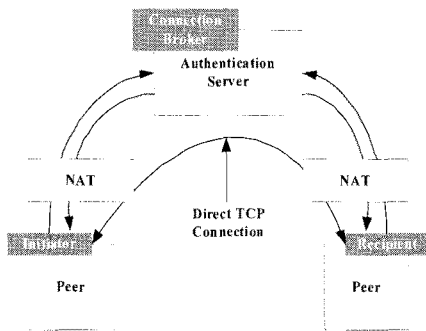 Connection
Broker
Authentication
Server
NAT
NAT
Direct TCP
Connection
Initiator
Recipient
Peer
Peer